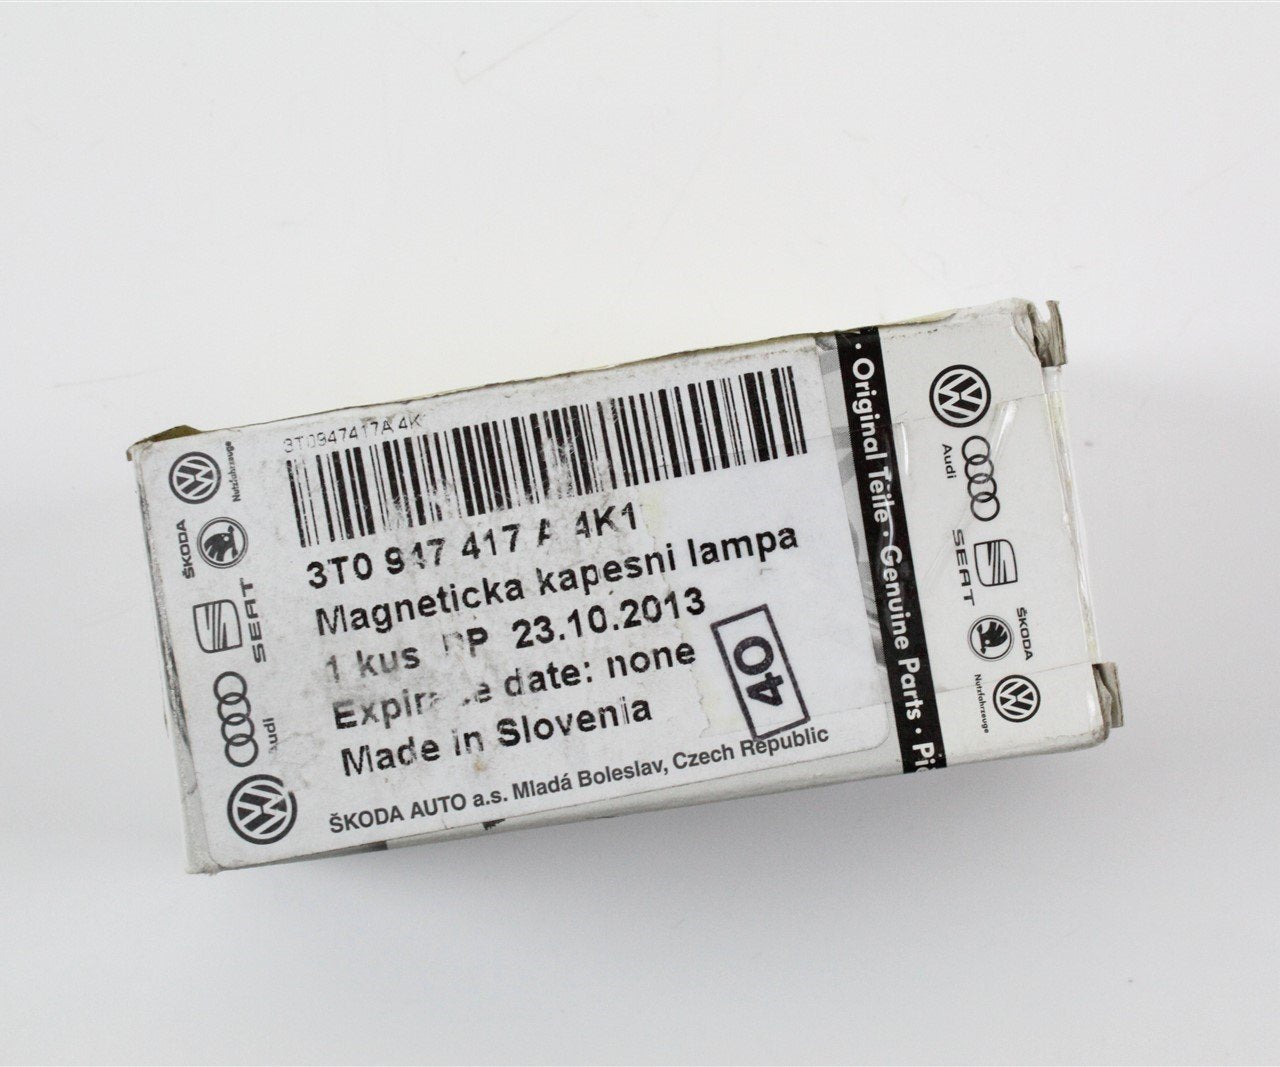 3T0947417A 4K
3T0 947 417 A 4K1
Magneticka kapesni lampa
1 kus DP 23.10.2013
date: none
Made in Slovenia
40
ŠKODA AUTO a.s. Mladá Boleslav, Czech Republic
Nutzfahrzeuge
ŠKODA
SEAT
Audi
· Original Teile · Genuine Parts ·
Audi
SEAT
ŠKODA
Nutzfahrzeuge